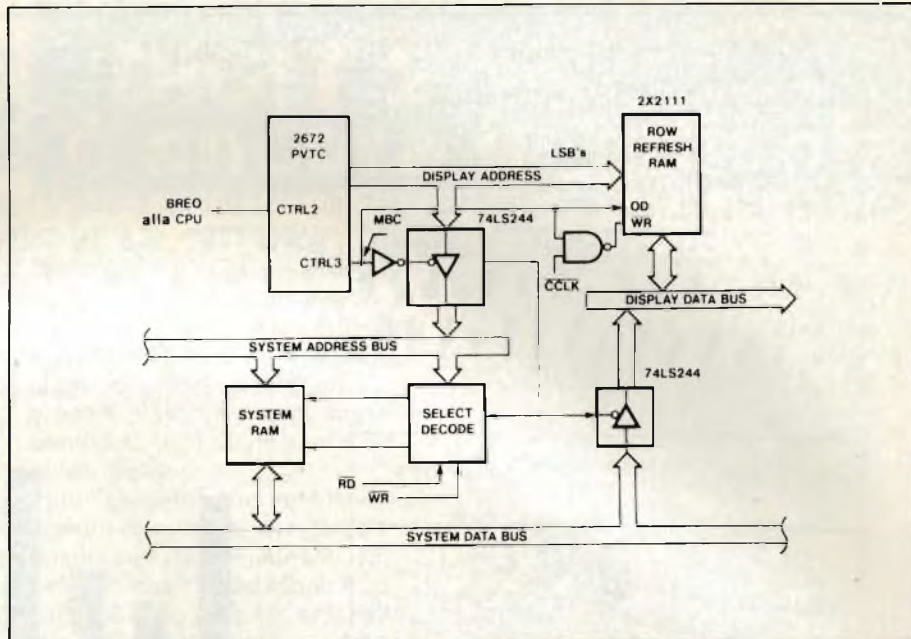 2X2111
2672
PVTC
ROW
REFRESH
RAM
LSB's
DISPLAY ADDRESS
BREO
alla CPU
CTRL2
MBC
74LS244
OD
WR
CTRL3
CCLK
DISPLAY DATA BUS
SYSTEM ADDRESS BUS
74LS244
SYSTEM
RAM
SELECT
DECODE
RD
WR
SYSTEM DATA BUS